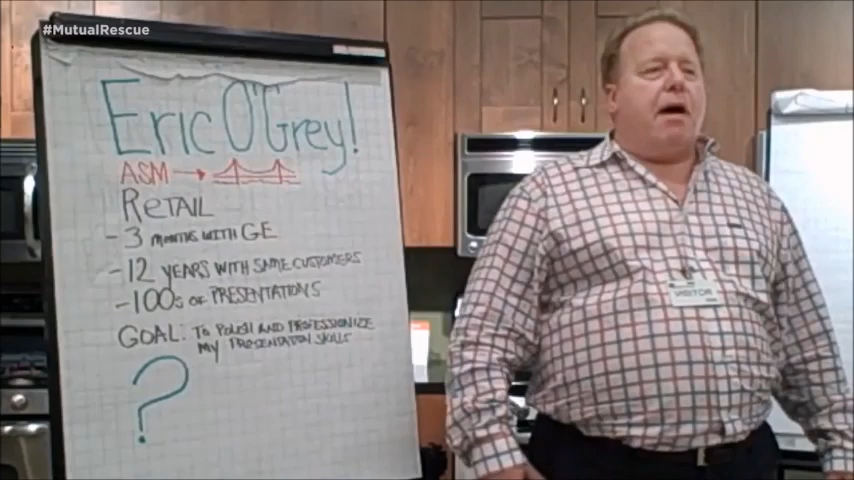 #MutualRescue
Eric O'Grey!
ASM
RETAIL
- 3 MONTHS WITH GE
- 12 YEARS WITH SAME CUSTOMERS
- 100s OF PRESENTATIONS
GOAL: TO POLISH AND PROFESSIONALIZE
MY PRESENTATION SKILLS
?
VISITOR